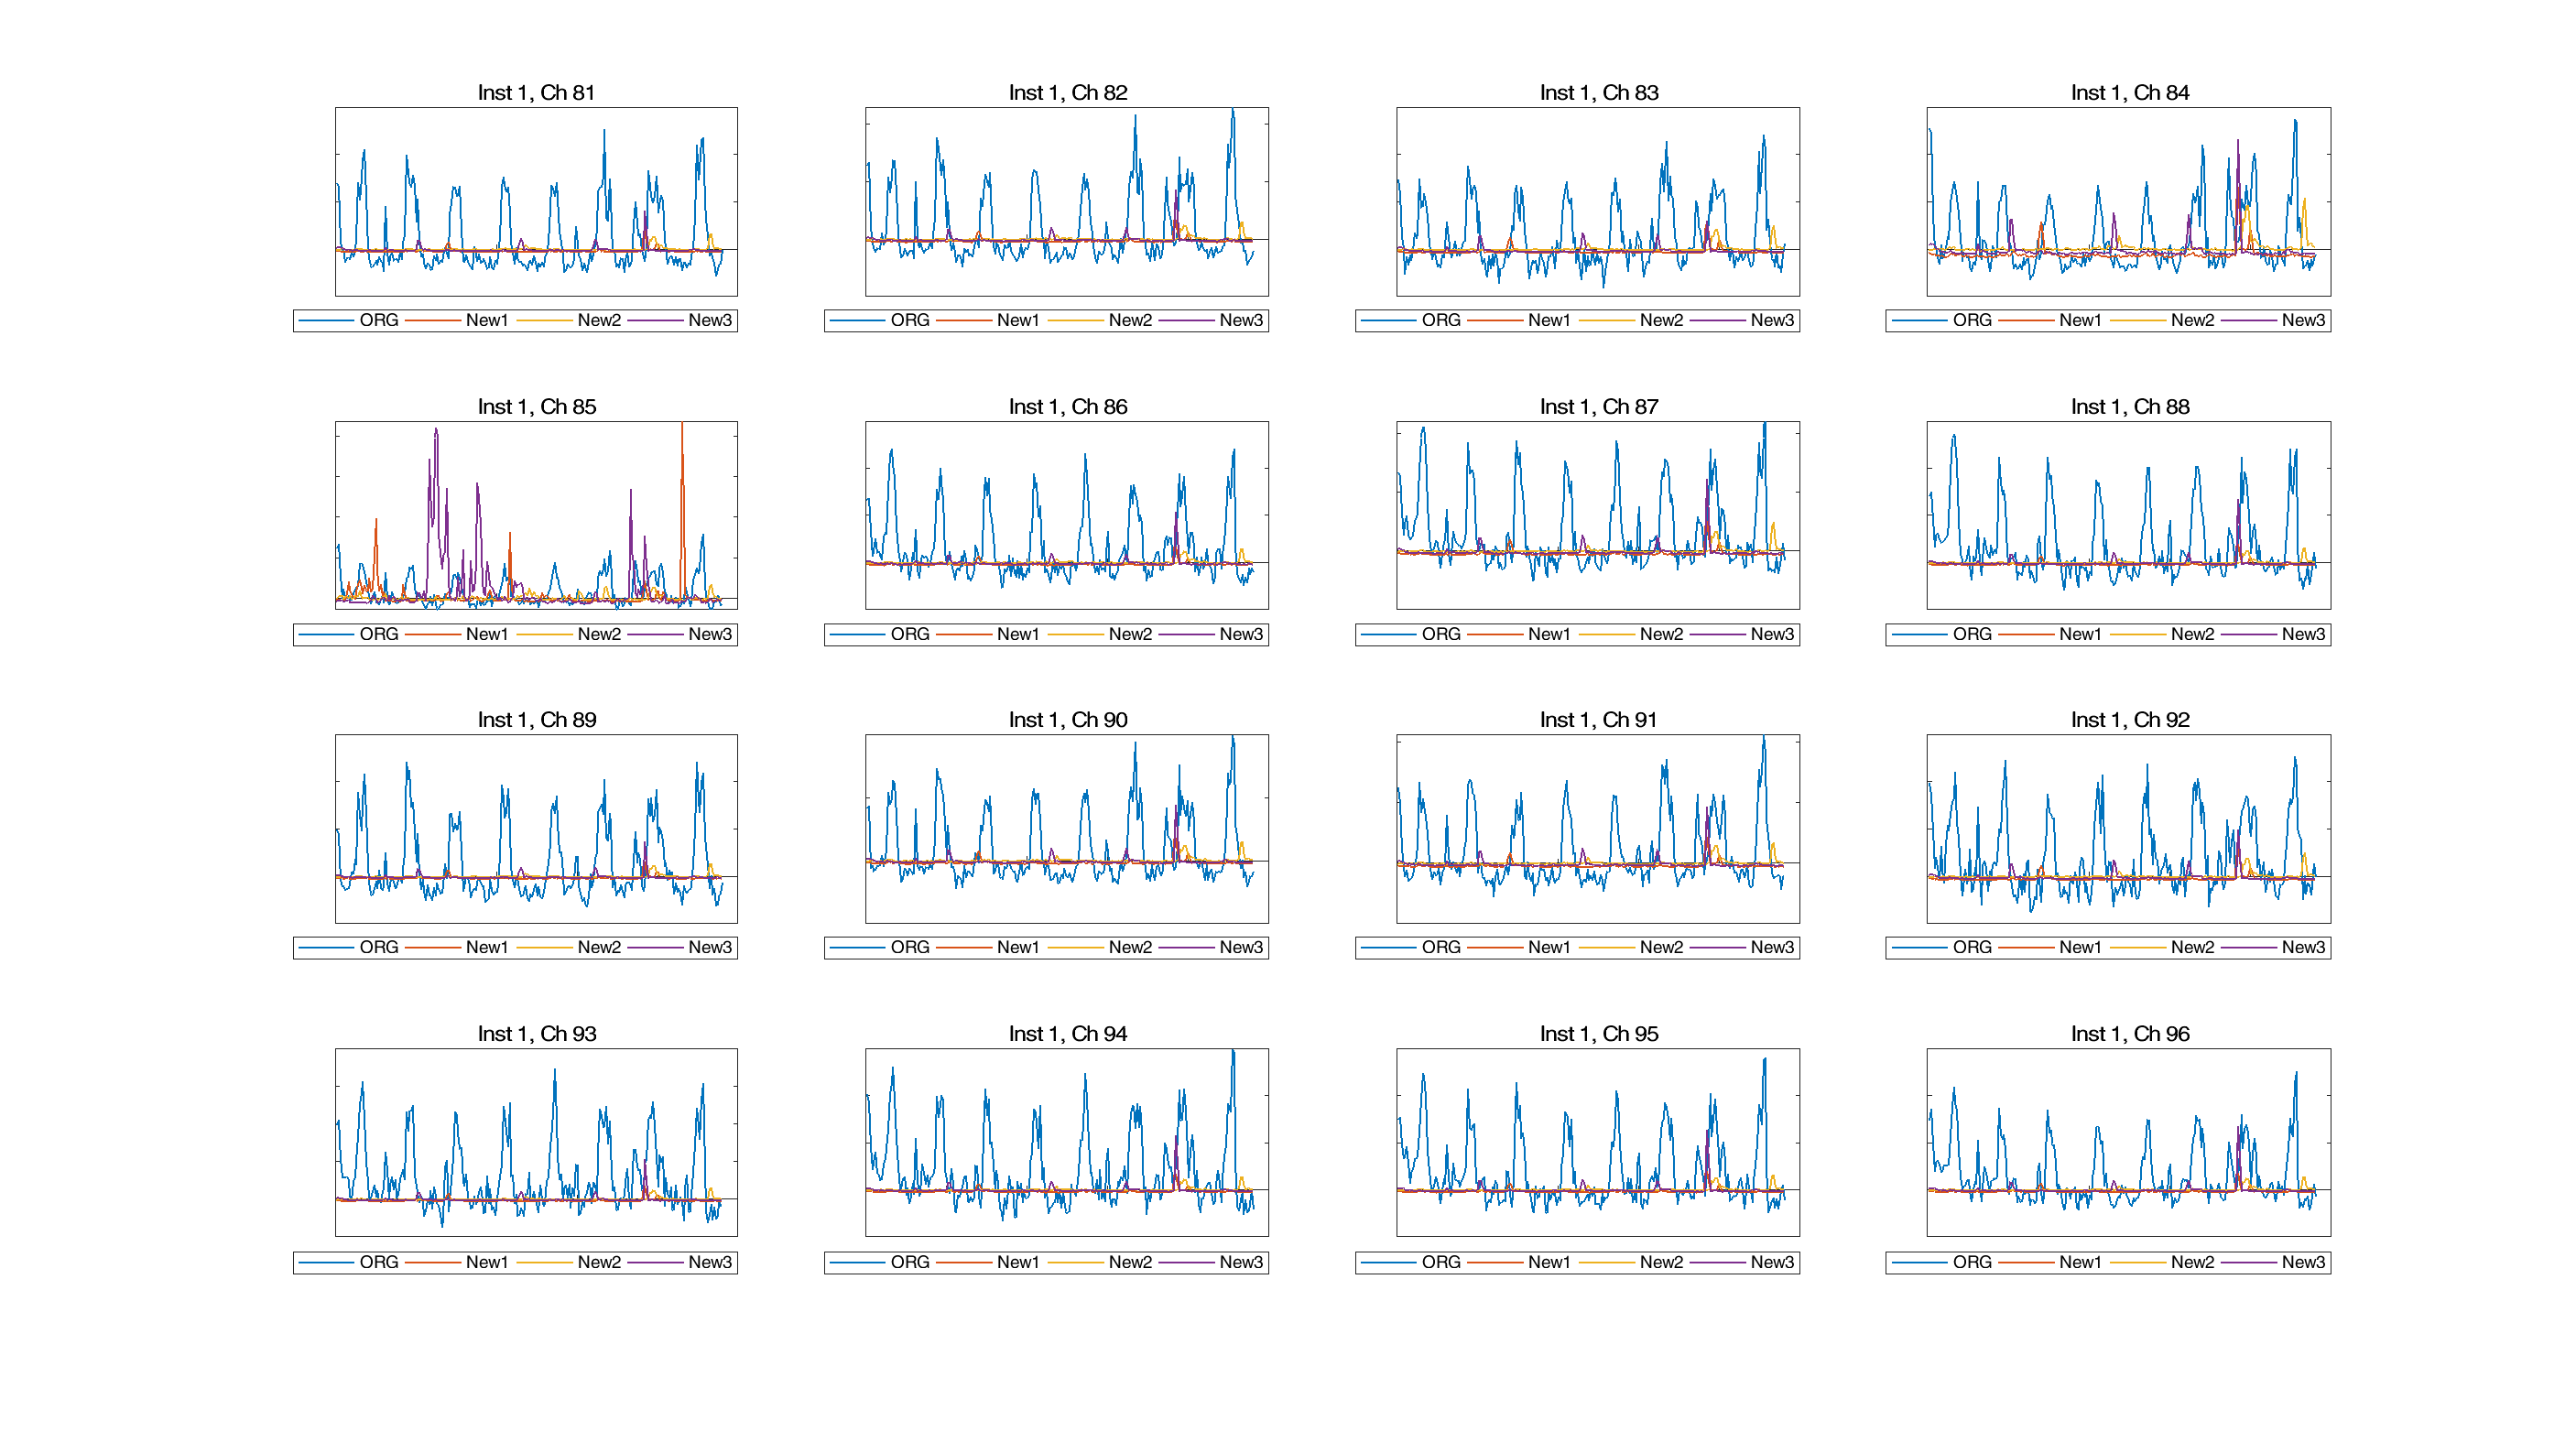 Inst 1, Ch 81
ORG New1 New2 New3
Inst 1, Ch 82
ORG New1 New2 New3
Inst 1, Ch 83
ORG New1 New2 New3
Inst 1, Ch 84
ORG New1 New2 New3
Inst 1, Ch 85
ORG New1 New2 New3
Inst 1, Ch 86
ORG New1 New2 New3
Inst 1, Ch 87
ORG New1 New2 New3
Inst 1, Ch 88
ORG New1 New2 New3
Inst 1, Ch 89
ORG New1 New2 New3
Inst 1, Ch 90
ORG New1 New2 New3
Inst 1, Ch 91
ORG New1 New2 New3
Inst 1, Ch 92
ORG New1 New2 New3
Inst 1, Ch 93
ORG New1 New2 New3
Inst 1, Ch 94
ORG New1 New2 New3
Inst 1, Ch 95
ORG New1 New2 New3
Inst 1, Ch 96
ORG New1 New2 New3